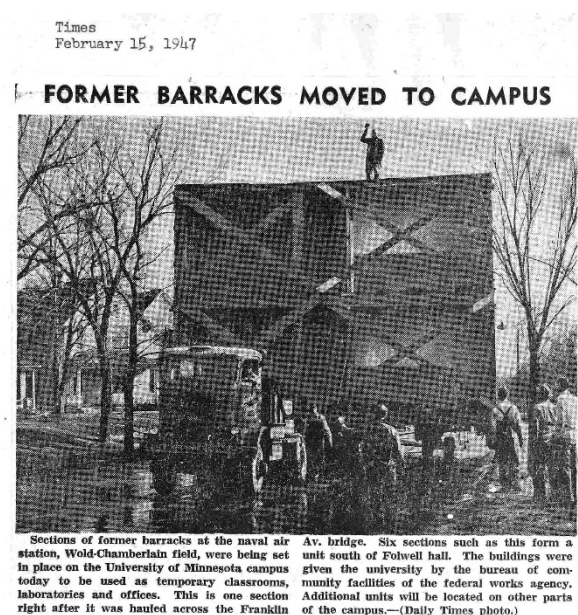 Times
February 15, 1947
FORMER BARRACKS MOVED TO CAMPUS
Sections of former barracks at the naval air
station, Wold-Chamberlain field, were being set
in place on the University of Minnesota campus
today to be used as temporary classrooms,
laboratories and offices. This is one section
right after it was hauled across the Franklin
Av. bridge. Six sections such as this form a
unit south of Folwell hall. The buildings were
given the university by the bureau of com-
munity facilities of the federal works agency.
Additional units will be located on other parts
of the campus.—(Daily Times photo.)